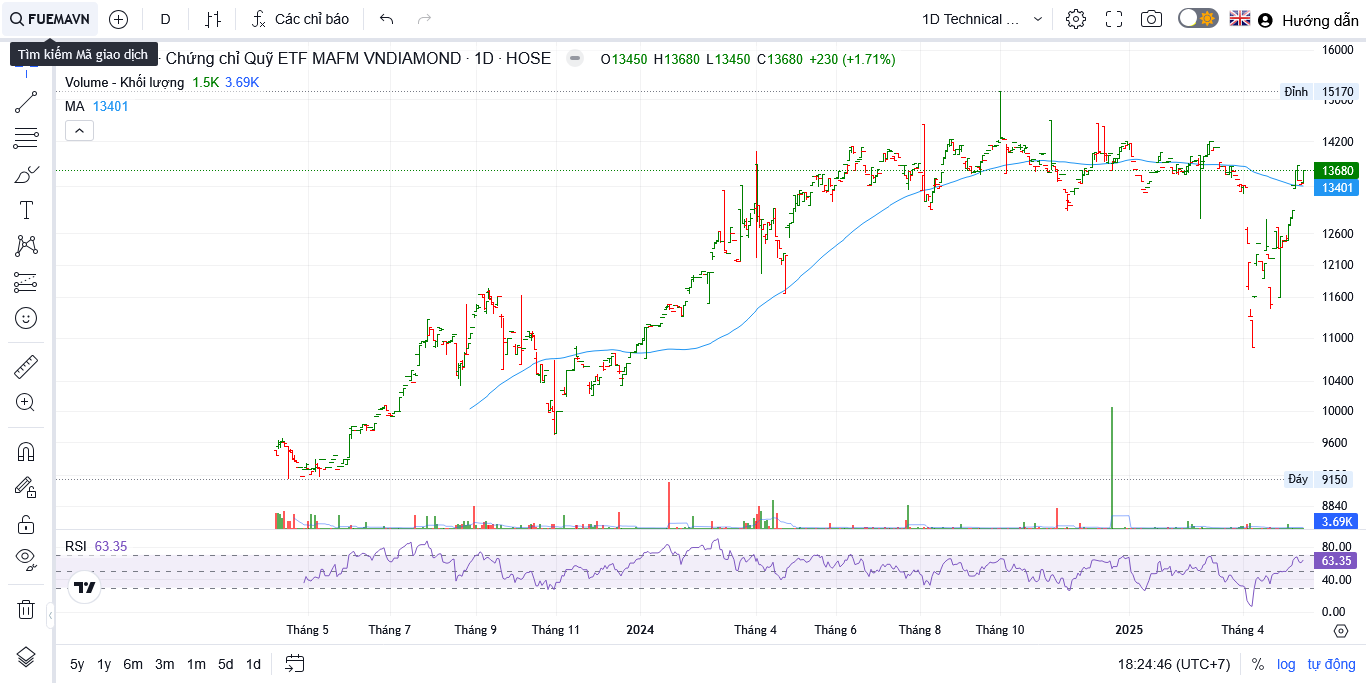 FUEMAVN
D
Các chỉ báo
1D Technical ...
Hướng dẫn
Tìm kiếm Mã giao dịch
· Chứng chỉ Quỹ ETF MAFM VNDIAMOND · 1D · HOSE
O13450 H13680 L13450 C13680 +230 (+1.71%)
Volume - Khối lượng 1.5K 3.69K
MA 13401
16000
Đỉnh 15170
15000
14200
13680
13401
12600
12100
11600
11000
10400
10000
9600
Đáy 9150
8840
3.69K
RSI 63.35
80.00
63.35
40.00
0.00
Tháng 5 Tháng 7 Tháng 9 Tháng 11 2024 Tháng 4 Tháng 6 Tháng 8 Tháng 10 2025 Tháng 4
5y 1y 6m 3m 1m 5d 1d
18:24:46 (UTC+7) % log tự động